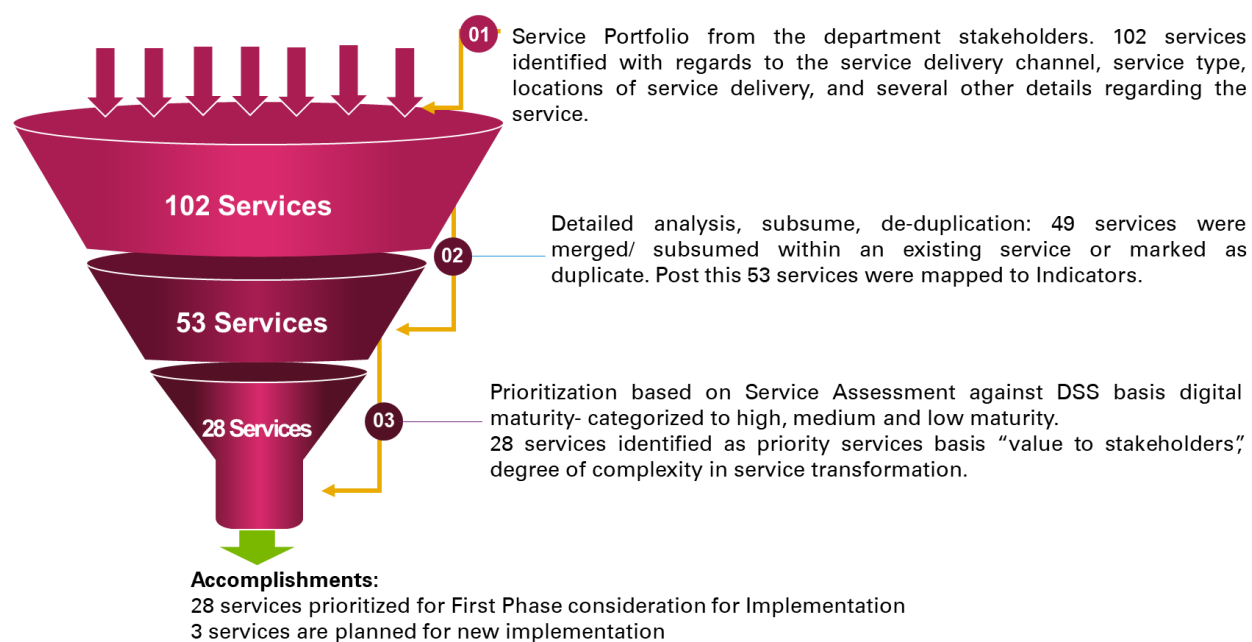 01
Service Portfolio from the department stakeholders. 102 services
identified with regards to the service delivery channel, service type,
locations of service delivery, and several other details regarding the
service.
102 Services
02
Detailed analysis, subsume, de-duplication: 49 services were
merged/ subsumed within an existing service or marked as
duplicate. Post this 53 services were mapped to Indicators.
53 Services
03
Prioritization based on Service Assessment against DSS basis digital
maturity- categorized to high, medium and low maturity.
28 services identified as priority services basis “value to stakeholders”,
degree of complexity in service transformation.
28 Services
Accomplishments:
28 services prioritized for First Phase consideration for Implementation
3 services are planned for new implementation